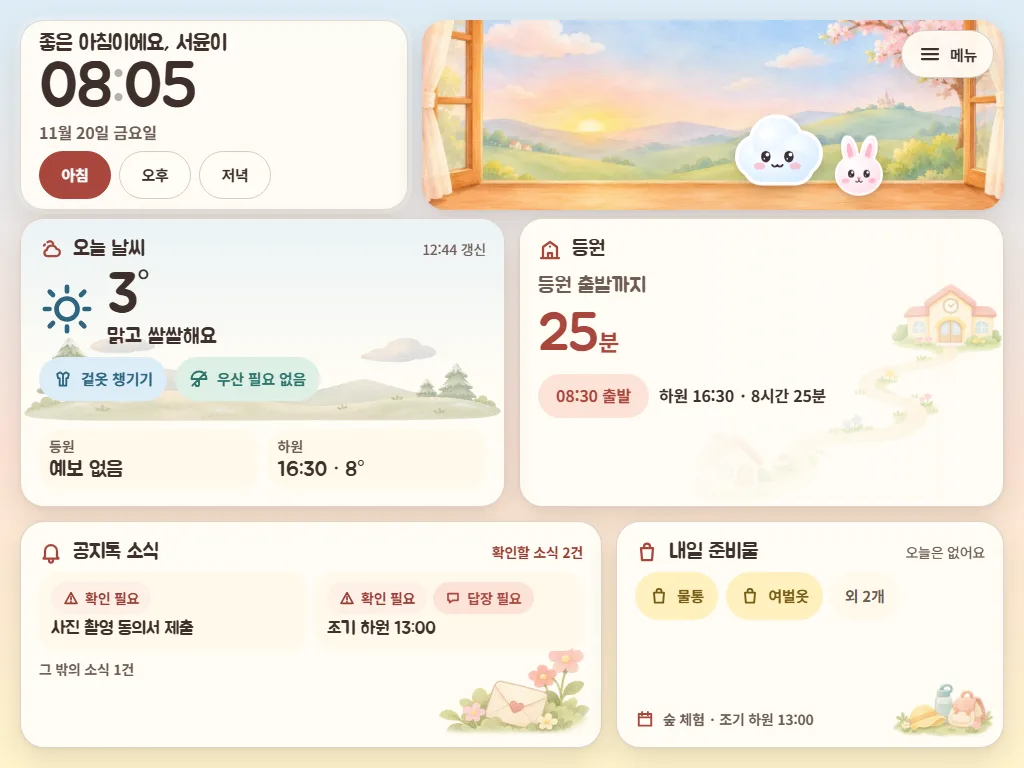 좋은 아침이에요, 서윤이
08:05
11월 20일 금요일
아침
오후
저녁
메뉴
오늘 날씨
12:44 갱신
3°
맑고 쌀쌀해요
겉옷 챙기기
우산 필요 없음
등원
예보 없음
하원
16:30 · 8°
등원
등원 출발까지
25분
08:30 출발
하원 16:30 · 8시간 25분
공지톡 소식
확인할 소식 2건
확인 필요
사진 촬영 동의서 제출
확인 필요
답장 필요
조기 하원 13:00
그 밖의 소식 1건
내일 준비물
오늘은 없어요
물통
여벌옷
외 2개
숲 체험 · 조기 하원 13:00